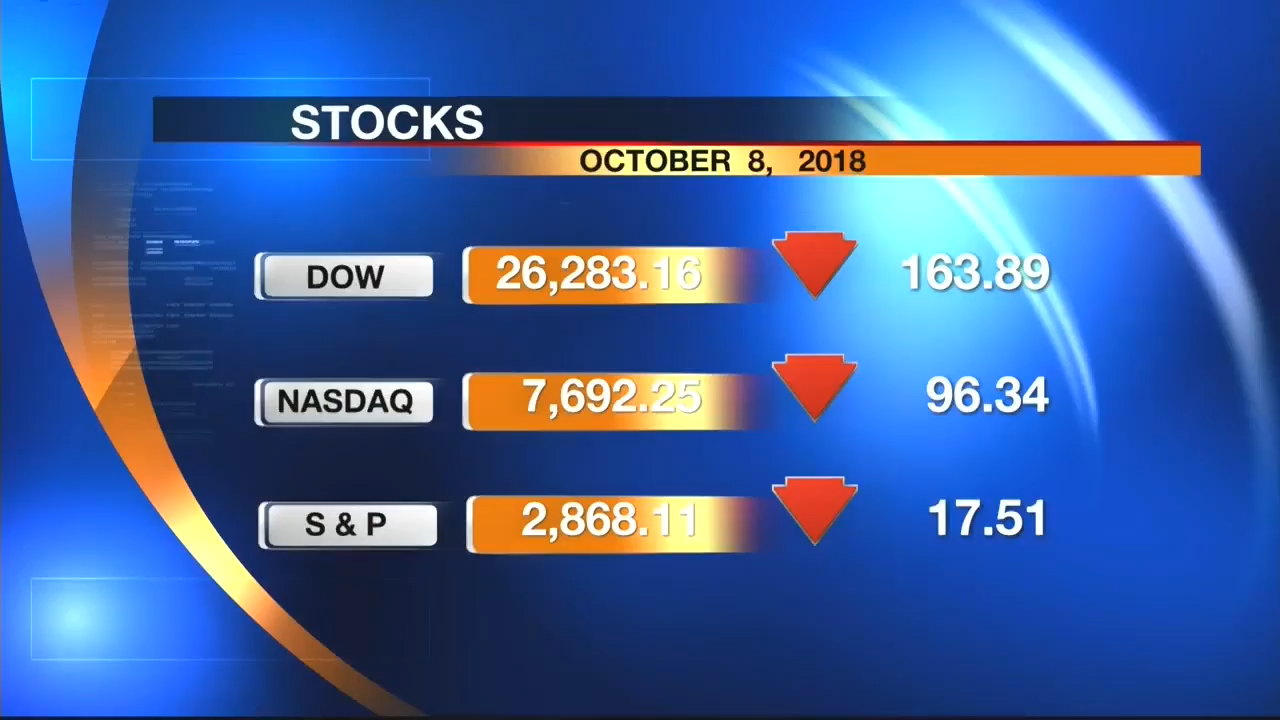 STOCKS
OCTOBER 8, 2018
DOW 26,283.16 163.89
NASDAQ 7,692.25 96.34
S & P 2,868.11 17.51